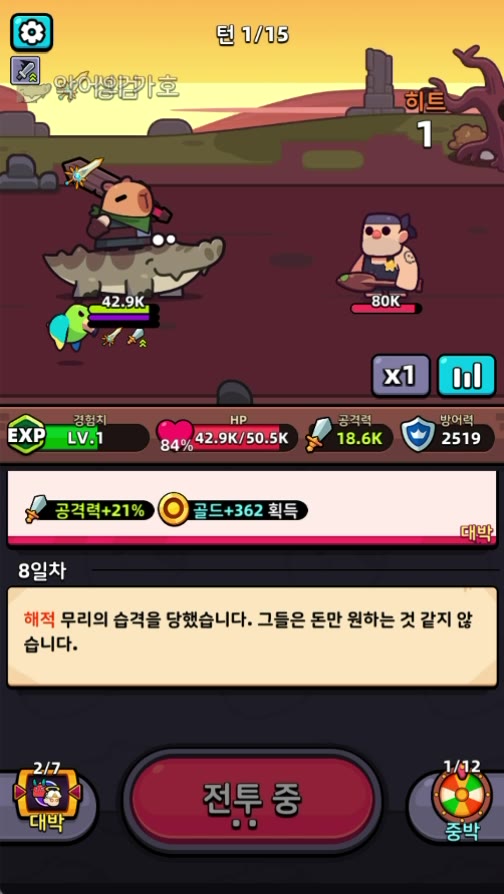 턴 1/15
악어왕의 가호
히트
1
42.9K
80K
x1
경험치
EXP LV.1
HP
84% 42.9K/50.5K
공격력
18.6K
방어력
2519
공격력+21% 골드+362 획득
대박
8일차
해적 무리의 습격을 당했습니다. 그들은 돈만 원하는 것 같지 않
습니다.
2/7
대박
전투 중
1/12
중박